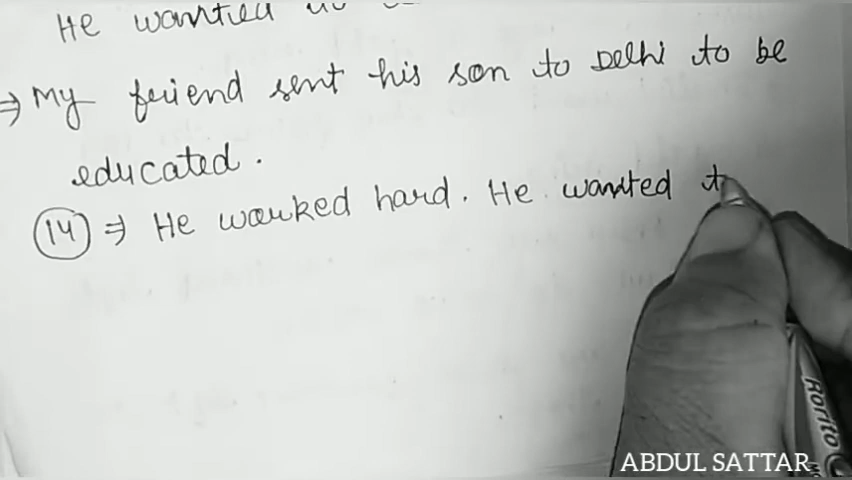 He wanted
⇒ My friend sent his son to Delhi to be
educated.
14 ⇒ He worked hard. He wanted t
Rorito
ABDUL SATTAR